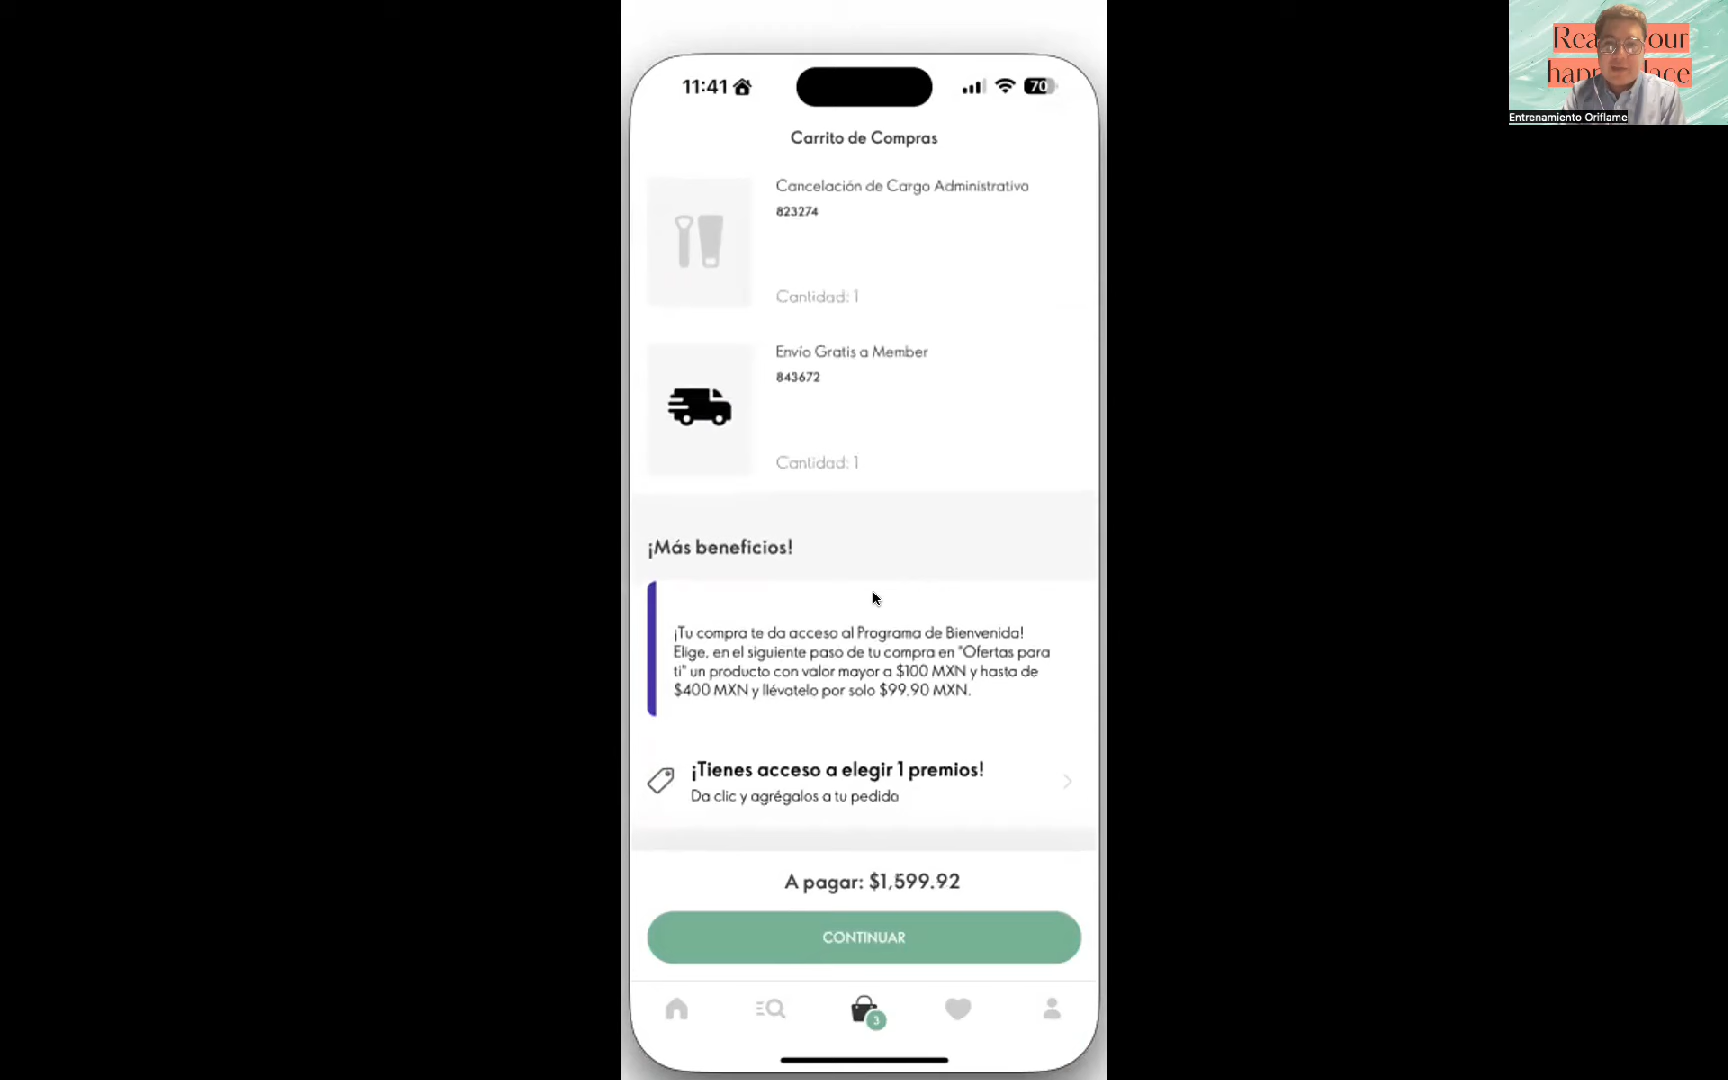 11:41
70
Carrito de Compras
Cancelación de Cargo Administrativo
823274
Cantidad: 1
Envío Gratis a Member
843672
Cantidad: 1
¡Más beneficios!
¡Tu compra te da acceso al Programa de Bienvenida!
Elige, en el siguiente paso de tu compra en "Ofertas para
ti" un producto con valor mayor a $100 MXN y hasta de
$400 MXN y llévatelo por solo $99.90 MXN.
¡Tienes acceso a elegir 1 premios!
Da clic y agrégalos a tu pedido
A pagar: $1,599.92
CONTINUAR
3
Entrenamiento Oriflame